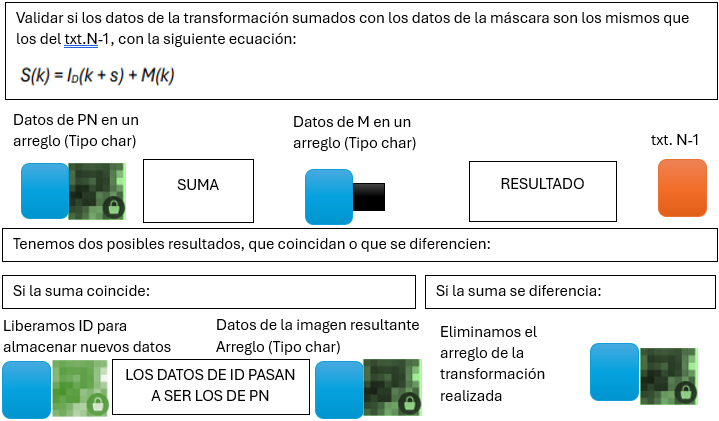 Validar si los datos de la transformación sumados con los datos de la máscara son los mismos que
los del txt.N-1, con la siguiente ecuación:
S(k) = I_D(k + s) + M(k)
Datos de PN en un
arreglo (Tipo char)
Datos de M en un
arreglo (Tipo char)
txt. N-1
SUMA
RESULTADO
Tenemos dos posibles resultados, que coincidan o que se diferencien:
Si la suma coincide:
Si la suma se diferencia:
Liberamos ID para
almacenar nuevos datos
Datos de la imagen resultante
Arreglo (Tipo char)
LOS DATOS DE ID PASAN
A SER LOS DE PN
Eliminamos el
arreglo de la
transformación
realizada